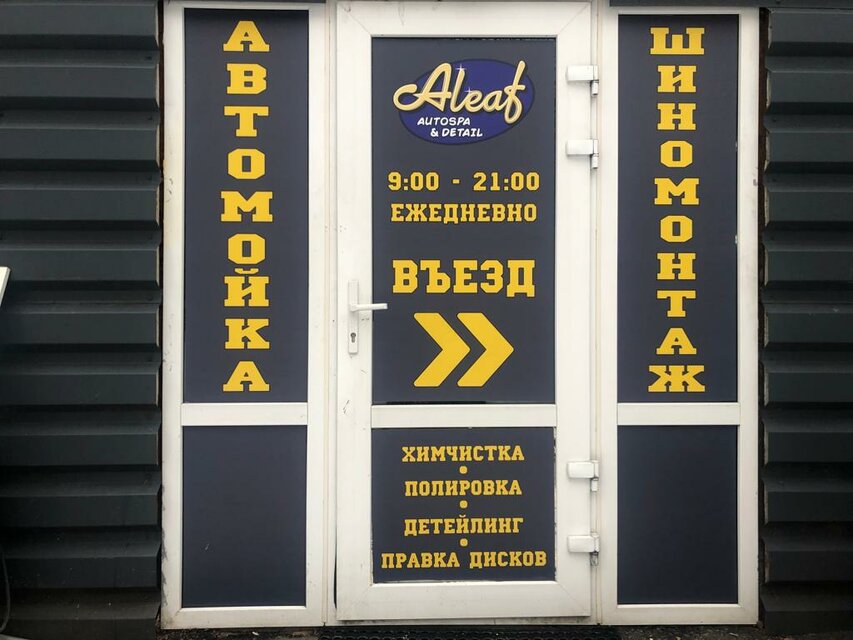 АВТОМОЙКА
Aleaf
AUTOSPA
& DETAIL
9:00 - 21:00
ЕЖЕДНЕВНО
ВЪЕЗД
ХИМЧИСТКА
ПОЛИРОВКА
ДЕТЕЙЛИНГ
ПРАВКА ДИСКОВ
ШИНОМОНТАЖ